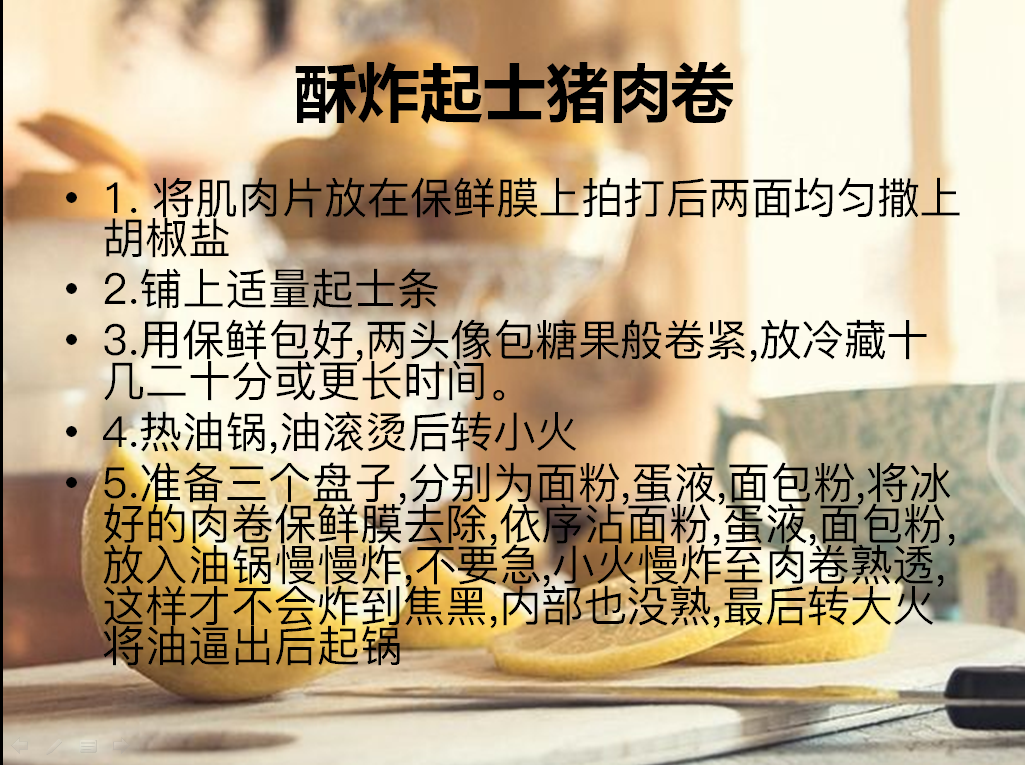 酥炸起士猪肉卷
• 1. 将肌肉片放在保鲜膜上拍打后两面均匀撒上
胡椒盐
• 2.铺上适量起士条
• 3.用保鲜包好,两头像包糖果般卷紧,放冷藏十
几二十分或更长时间。
• 4.热油锅,油滚烫后转小火
• 5.准备三个盘子,分别为面粉,蛋液,面包粉,将冰
好的肉卷保鲜膜去除,依序沾面粉,蛋液,面包粉,
放入油锅慢慢炸,不要急,小火慢炸至肉卷熟透,
这样才不会炸到焦黑,内部也没熟,最后转大火
将油逼出后起锅